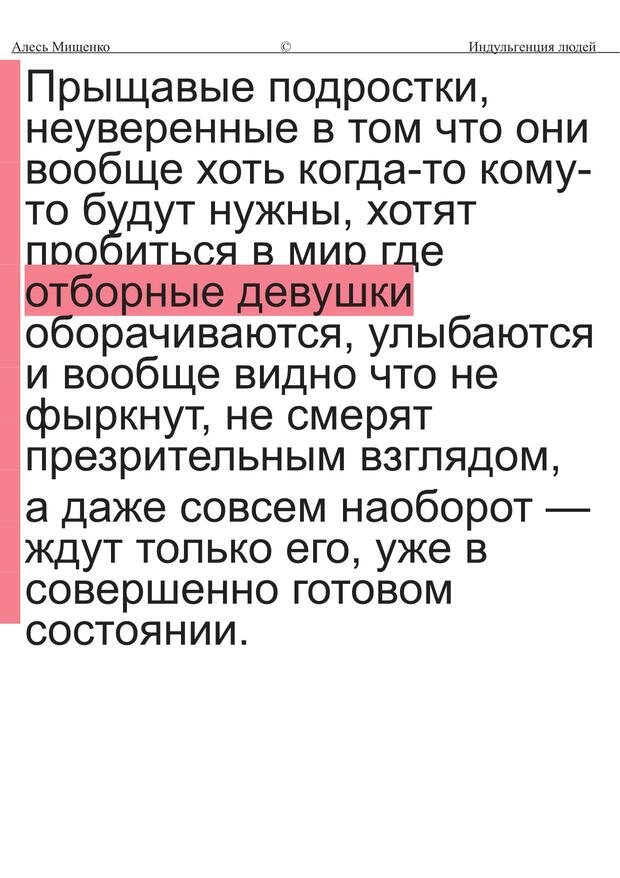 Алесь Мищенко © Индульгенция людей
Прыщавые подростки,
неуверенные в том что они
вообще хоть когда-то кому-
то будут нужны, хотят
пробиться в мир где
отборные девушки
оборачиваются, улыбаются
и вообще видно что не
фыркнут, не смерят
презрительным взглядом,
а даже совсем наоборот —
ждут только его, уже в
совершенно готовом
состоянии.